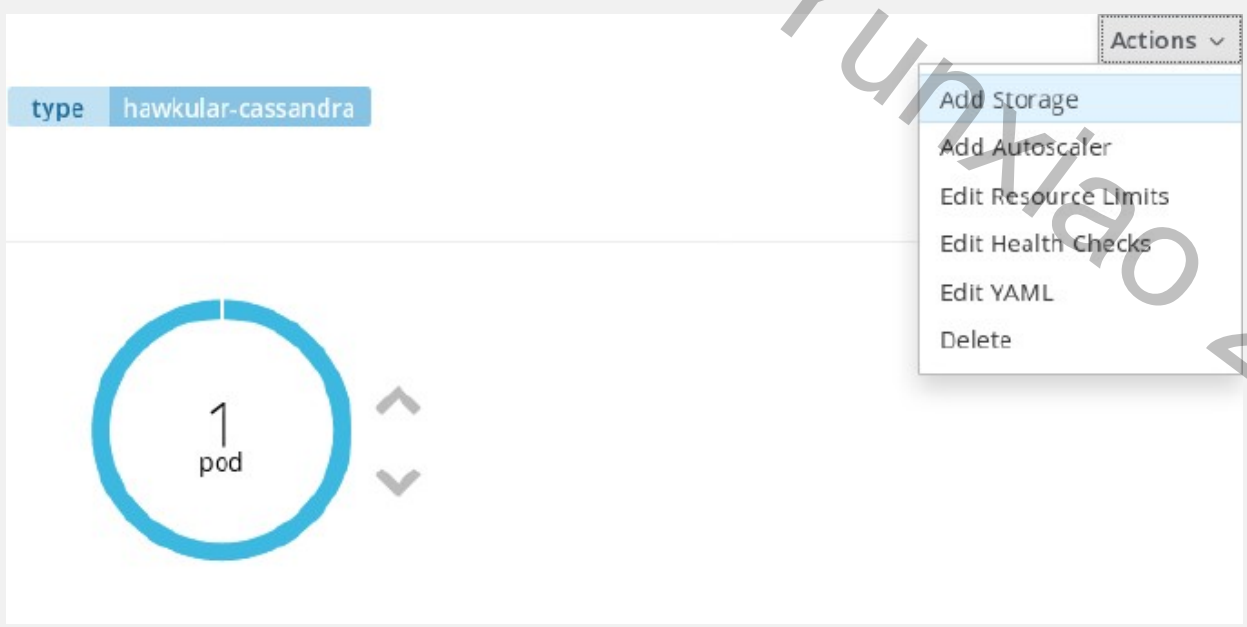 Actions
type hawkular-cassandra
Add Storage
Add Autoscaler
Edit Resource Limits
Edit Health Checks
Edit YAML
Delete
1
pod
Yunxiao